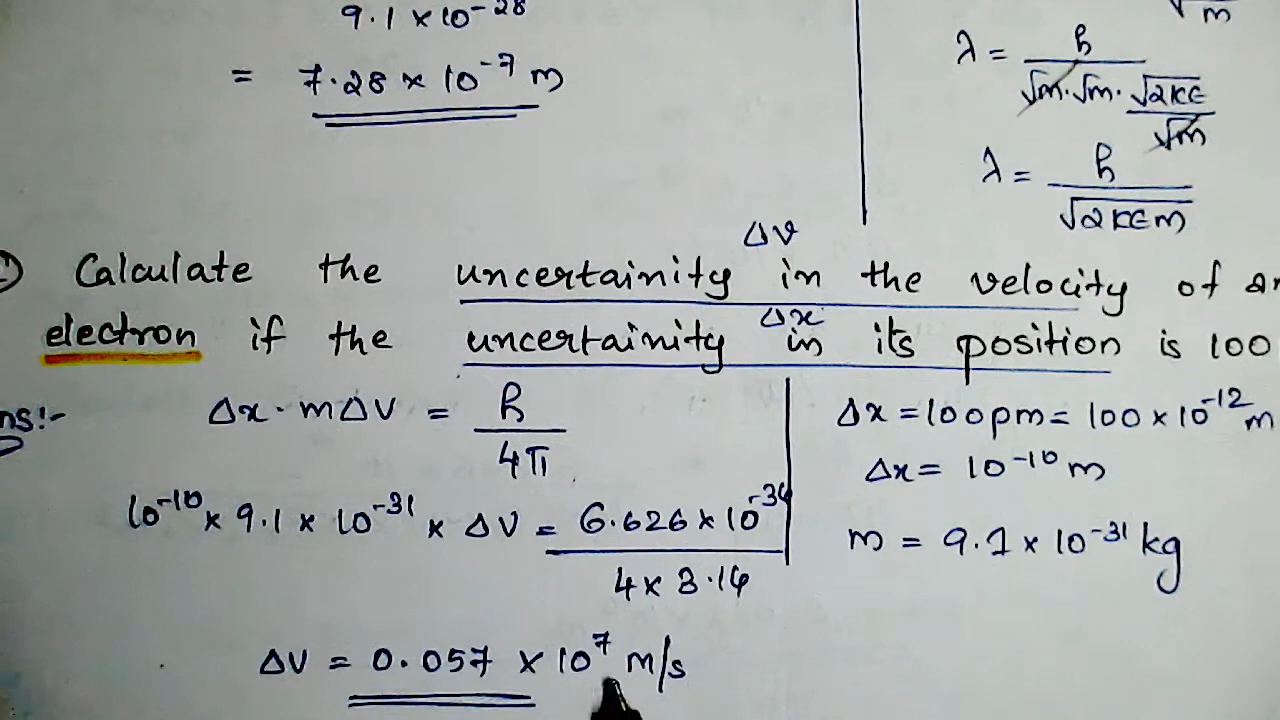 9.1 × 10⁻²⁸
= 7.28 × 10⁻⁷ m
m
λ = h / √m̶.√m. √2KE / √m̶
λ = h / √2KEm
Δv
Calculate the uncertainity in the velocity of an
Δx
electron if the uncertainity in its position is 100
ns:- Δx · mΔV = h / 4π
10⁻¹⁰ × 9.1 × 10⁻³¹ × ΔV = 6.626 × 10⁻³⁴ / 4 × 3.14
ΔV = 0.057 × 10⁷ m/s
Δx = 100pm = 100 × 10⁻¹² m
Δx = 10⁻¹⁰ m
m = 9.1 × 10⁻³¹ kg